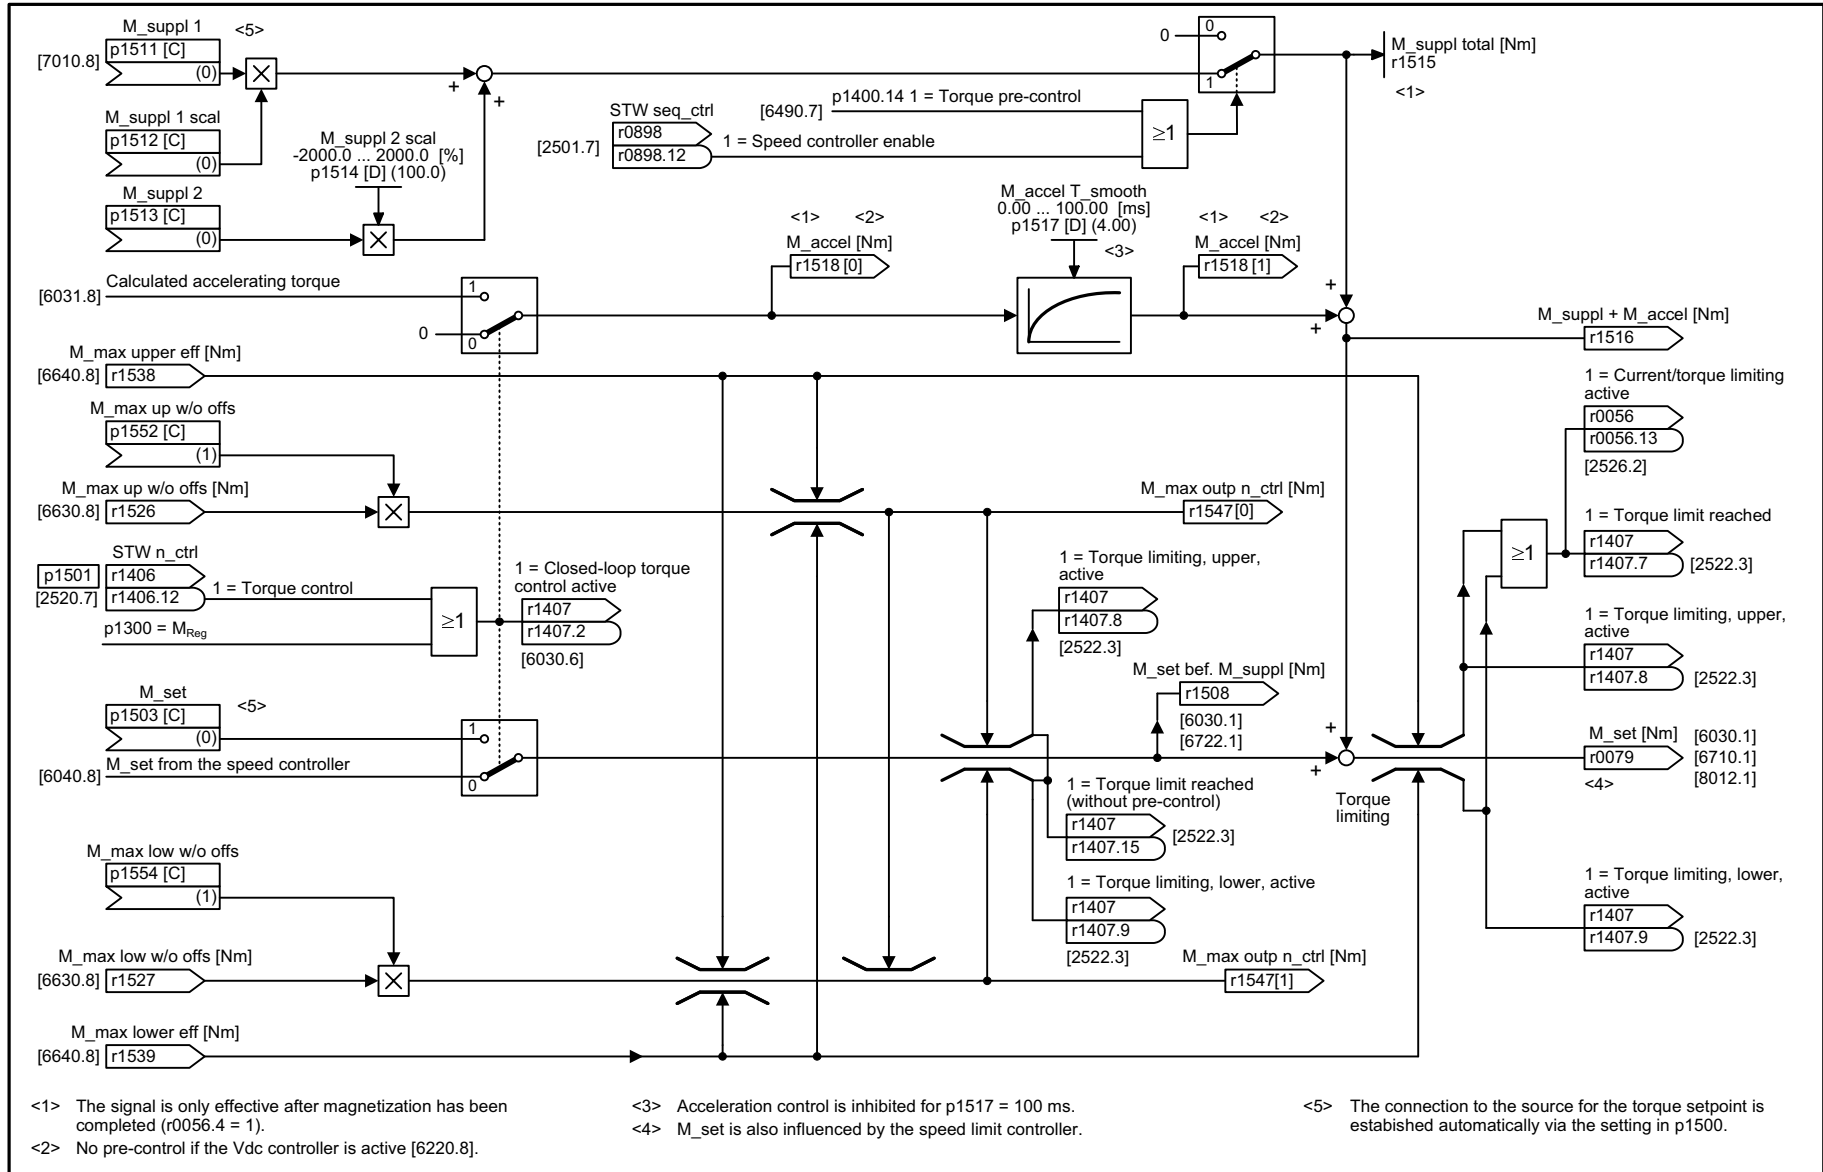 M_suppl 1
<5>
[7010.8]
p1511 [C]
(0)
M_suppl 1 scal
p1512 [C]
(0)
M_suppl 2
p1513 [C]
(0)
M_suppl 2 scal
-2000.0 ... 2000.0 [%]
p1514 [D] (100.0)
+
+
STW seq_ctrl
[2501.7]
r0898
r0898.12
[6490.7]
p1400.14 1 = Torque pre-control
1 = Speed controller enable
≥1
0
0
1
M_suppl total [Nm]
r1515
<1>
[6031.8]
Calculated accelerating torque
1
0
0
<1> <2>
M_accel [Nm]
r1518 [0]
M_accel T_smooth
0.00 ... 100.00 [ms]
p1517 [D] (4.00)
<3>
<1> <2>
M_accel [Nm]
r1518 [1]
+
+
M_suppl + M_accel [Nm]
r1516
M_max upper eff [Nm]
[6640.8]
r1538
M_max up w/o offs
p1552 [C]
(1)
M_max up w/o offs [Nm]
[6630.8]
r1526
M_max outp n_ctrl [Nm]
r1547[0]
1 = Current/torque limiting
active
r0056
r0056.13
[2526.2]
1 = Torque limit reached
r1407
r1407.7
[2522.3]
≥1
STW n_ctrl
p1501
[2520.7]
r1406
r1406.12
1 = Torque control
p1300 = MReg
≥1
1 = Closed-loop torque
control active
r1407
r1407.2
[6030.6]
1 = Torque limiting, upper,
active
r1407
r1407.8
[2522.3]
1 = Torque limiting, upper,
active
r1407
r1407.8
[2522.3]
M_set
<5>
p1503 [C]
(0)
[6040.8]
M_set from the speed controller
1
0
M_set bef. M_suppl [Nm]
r1508
[6030.1]
[6722.1]
+
+
Torque
limiting
M_set [Nm]
r0079
<4>
[6030.1]
[6710.1]
[8012.1]
1 = Torque limit reached
(without pre-control)
r1407
r1407.15
[2522.3]
1 = Torque limiting, lower, active
r1407
r1407.9
[2522.3]
1 = Torque limiting, lower,
active
r1407
r1407.9
[2522.3]
M_max low w/o offs
p1554 [C]
(1)
M_max low w/o offs [Nm]
[6630.8]
r1527
M_max outp n_ctrl [Nm]
r1547[1]
M_max lower eff [Nm]
[6640.8]
r1539
<1> The signal is only effective after magnetization has been
completed (r0056.4 = 1).
<2> No pre-control if the Vdc controller is active [6220.8].
<3> Acceleration control is inhibited for p1517 = 100 ms.
<4> M_set is also influenced by the speed limit controller.
<5> The connection to the source for the torque setpoint is
estabished automatically via the setting in p1500.